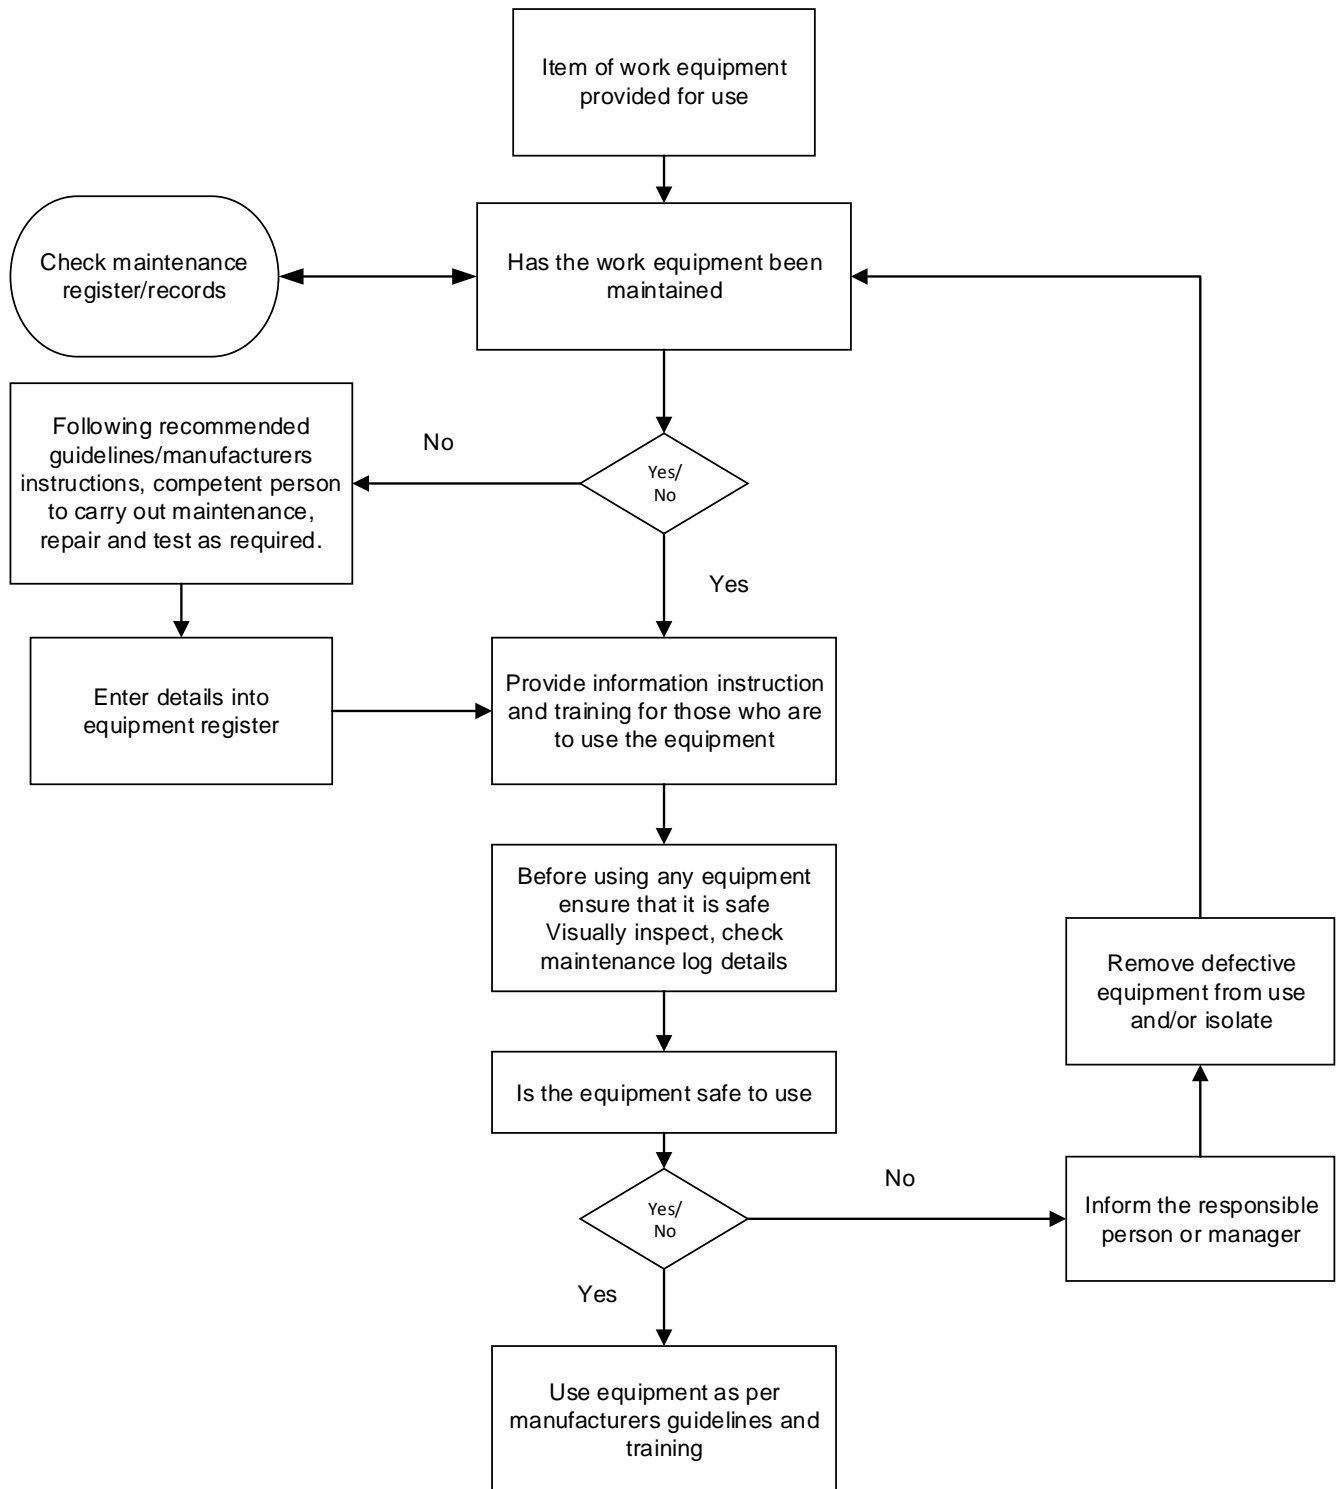 Item of work equipment
provided for use
Check maintenance
register/records
Has the work equipment been
maintained
Following recommended
guidelines/manufacturers
instructions, competent person
to carry out maintenance,
repair and test as required.
No
Yes/
No
Yes
Enter details into
equipment register
Provide information instruction
and training for those who are
to use the equipment
Before using any equipment
ensure that it is safe
Visually inspect, check
maintenance log details
Remove defective
equipment from use
and/or isolate
Is the equipment safe to use
No
Yes/
No
Inform the responsible
person or manager
Yes
Use equipment as per
manufacturers guidelines and
training